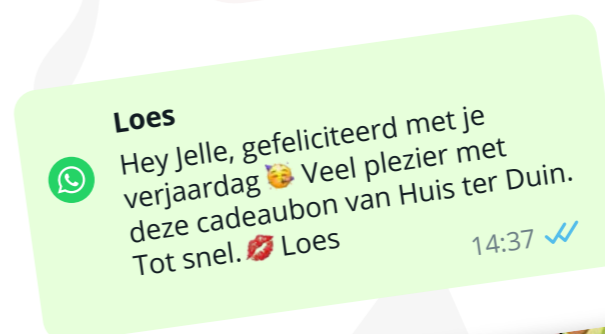 Loes
Hey Jelle, gefeliciteerd met je
verjaardag 🥳 Veel plezier met
deze cadeaubon van Huis ter Duin.
Tot snel. 💋 Loes
14:37